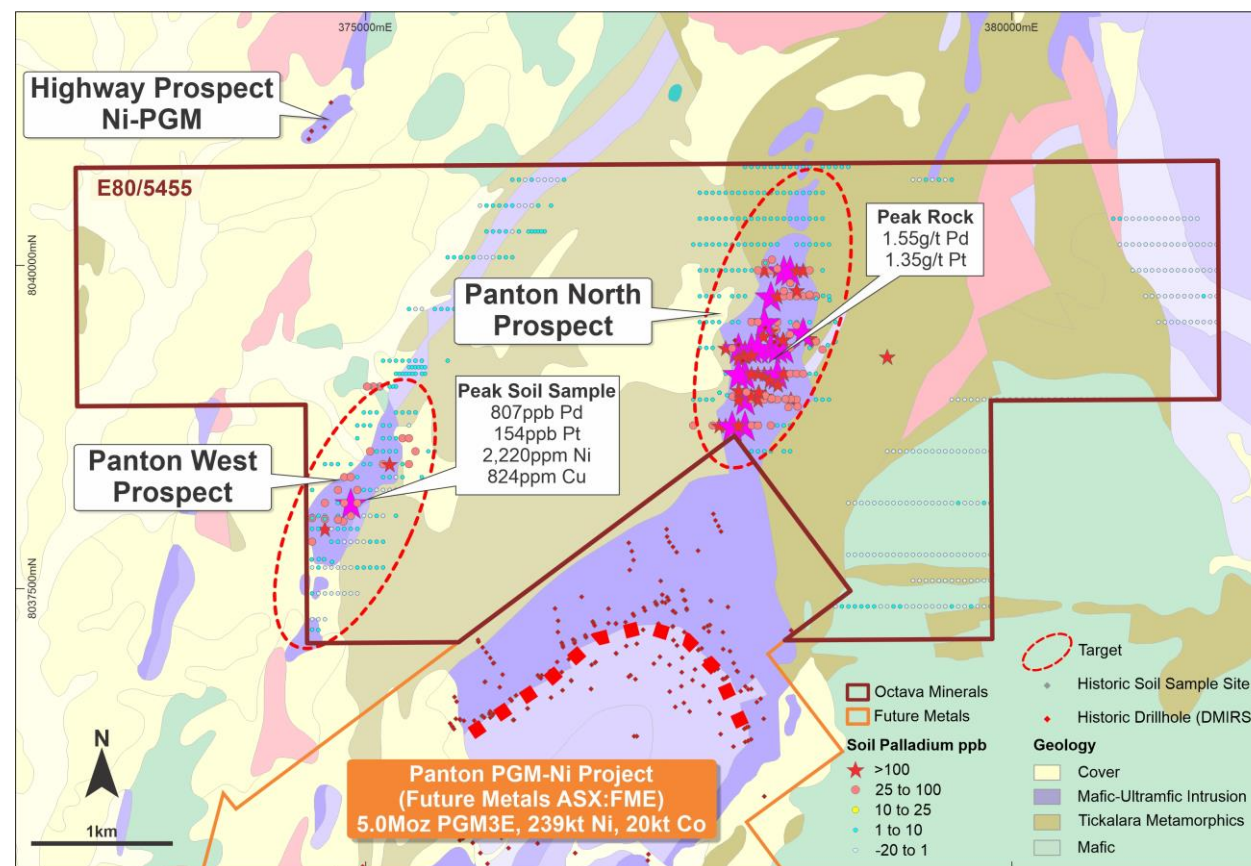 375000mE
380000mE
Highway Prospect
Ni-PGM
E80/5455
8040000mN
Peak Rock
1.55g/t Pd
1.35g/t Pt
Panton North
Prospect
Peak Soil Sample
807ppb Pd
154ppb Pt
2,220ppm Ni
824ppm Cu
Panton West
Prospect
8037500mN
N
1km
Panton PGM-Ni Project
(Future Metals ASX:FME)
5.0Moz PGM3E, 239kt Ni, 20kt Co
Octava Minerals
Future Metals
Soil Palladium ppb
>100
25 to 100
10 to 25
1 to 10
-20 to 1
Target
Historic Soil Sample Site
Historic Drillhole (DMIRS
Geology
Cover
Mafic-Ultramfic Intrusion
Tickalara Metamorphics
Mafic